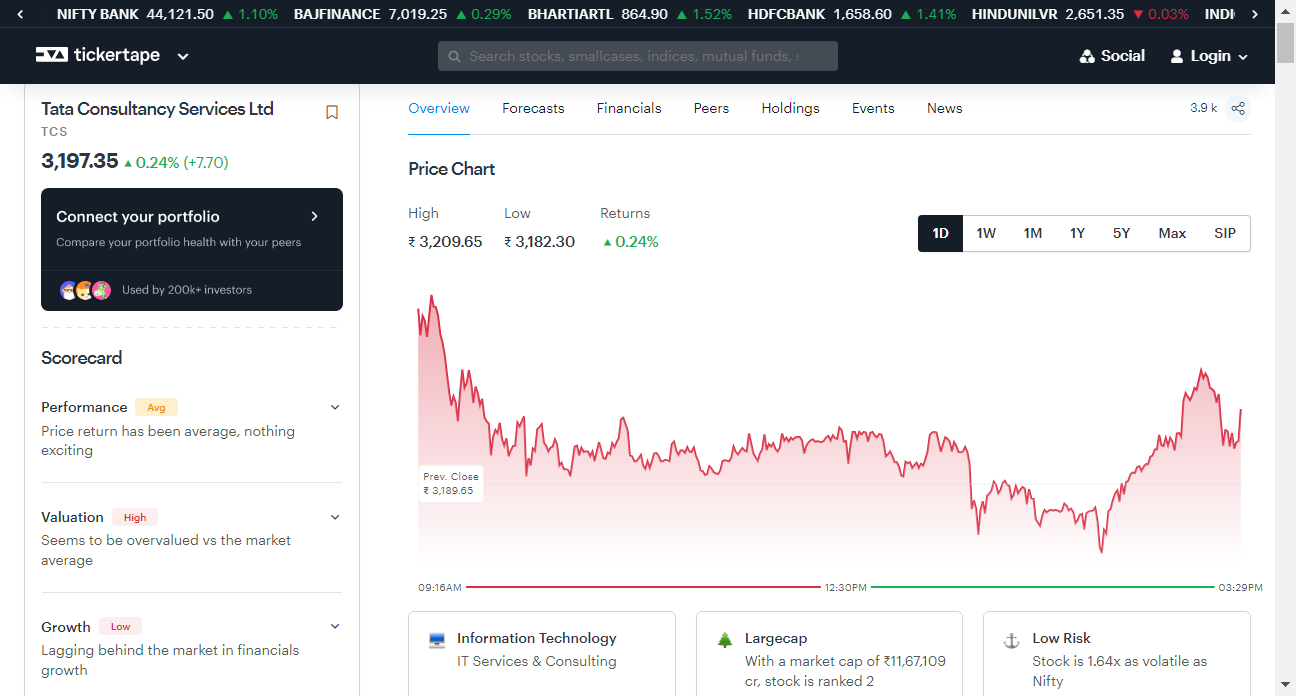 NIFTY BANK 44,121.50 ▲ 1.10% BAJFINANCE 7,019.25 ▲ 0.29% BHARTIARTL 864.90 ▲ 1.52% HDFCBANK 1,658.60 ▲ 1.41% HINDUNILVR 2,651.35 ▼ 0.03% INDI
tickertape
Search stocks, smallcases, indices, mutual funds, :
Social
Login
Tata Consultancy Services Ltd
TCS
3,197.35 ▲ 0.24% (+7.70)
Connect your portfolio
Compare your portfolio health with your peers
Used by 200k+ investors
Scorecard
Performance Avg
Price return has been average, nothing
exciting
Valuation High
Seems to be overvalued vs the market
average
Growth Low
Lagging behind the market in financials
growth
Overview Forecasts Financials Peers Holdings Events News
3.9 k
Price Chart
High Low Returns
₹ 3,209.65 ₹ 3,182.30 ▲ 0.24%
1D 1W 1M 1Y 5Y Max SIP
Prev. Close
₹ 3,189.65
09:16AM 12:30PM 03:29PM
Information Technology
IT Services & Consulting
Largecap
With a market cap of ₹11,67,109
cr, stock is ranked 2
Low Risk
Stock is 1.64x as volatile as
Nifty